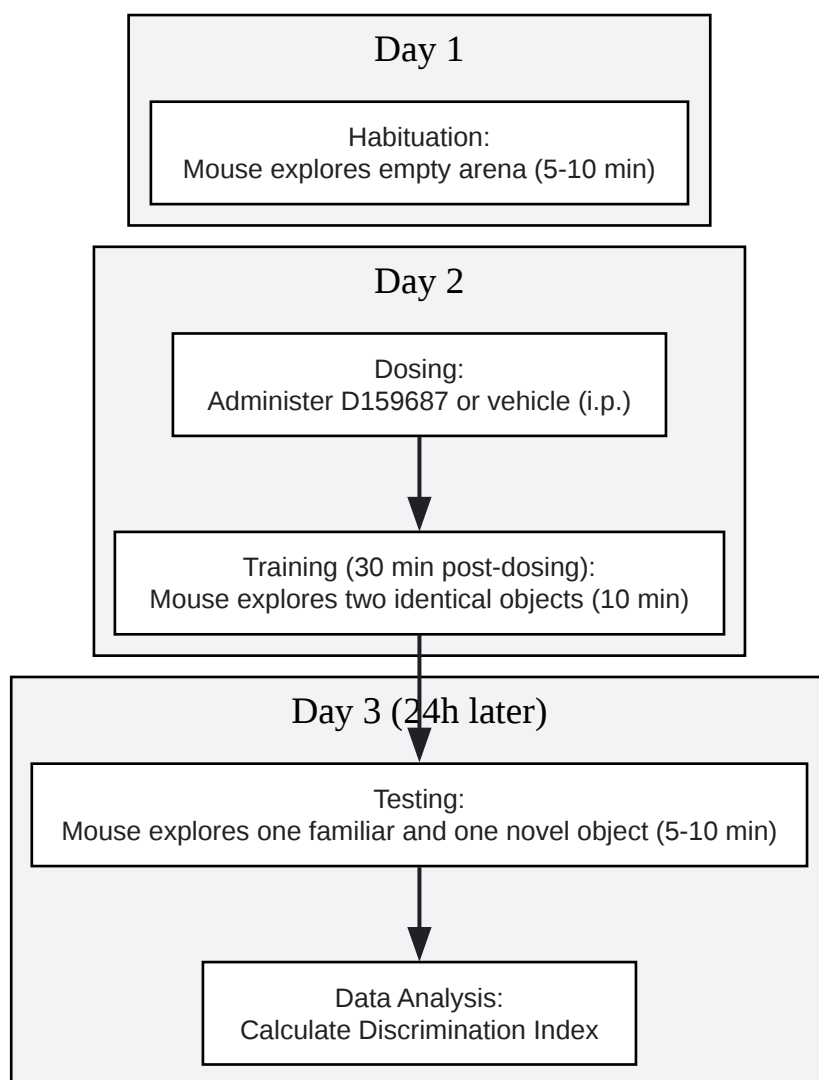 Day 1
Habituation:
Mouse explores empty arena (5-10 min)
Day 2
Dosing:
Administer D159687 or vehicle (i.p.)
Training (30 min post-dosing):
Mouse explores two identical objects (10 min)
Day 3 (24h later)
Testing:
Mouse explores one familiar and one novel object (5-10 min)
Data Analysis:
Calculate Discrimination Index